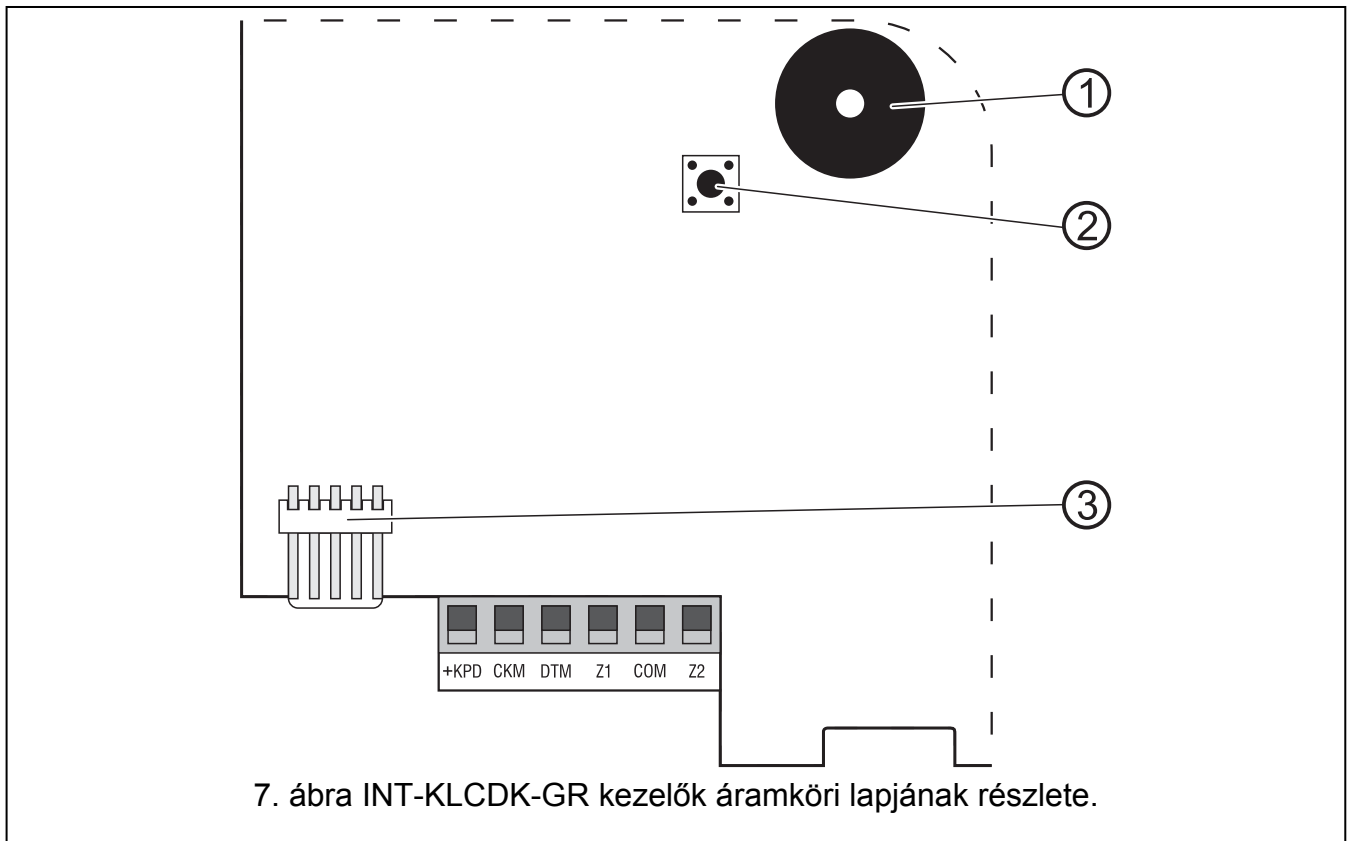 1
2
3
+KPD CKM DTM Z1 COM Z2
7. ábra INT-KLCDK-GR kezelők áramköri lapjának részlete.